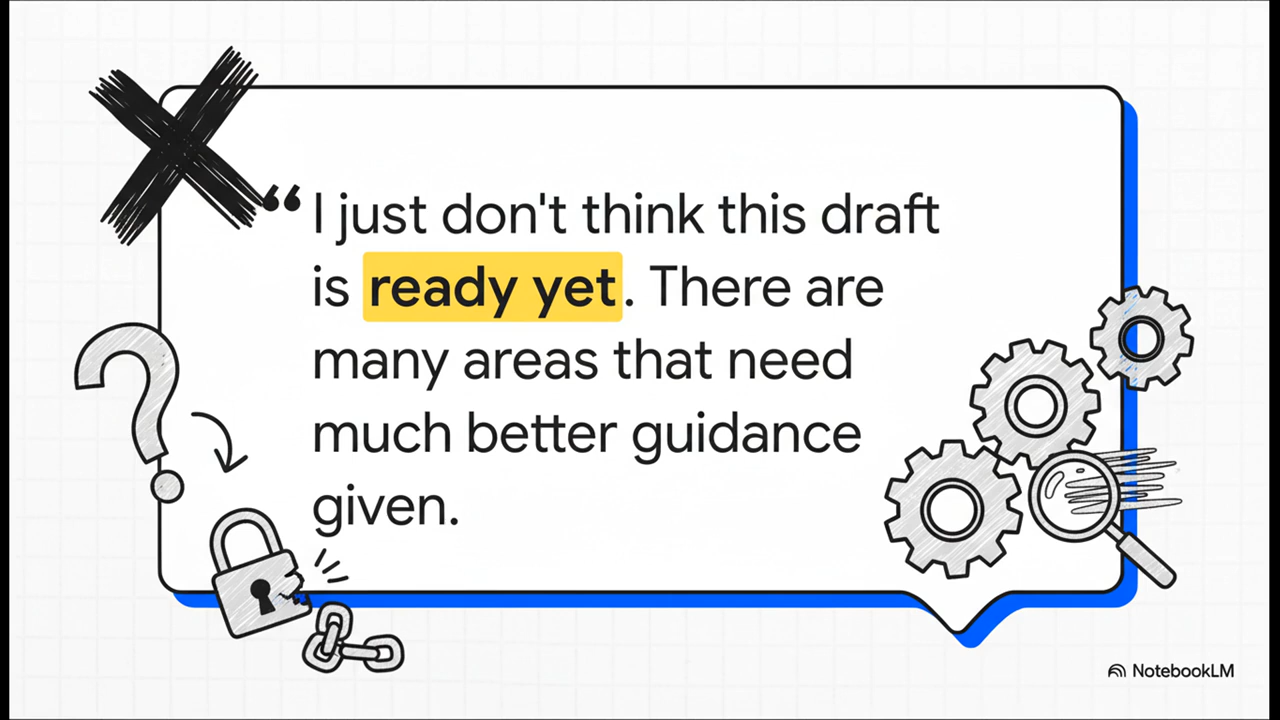 “ I just don't think this draft
is ready yet. There are
many areas that need
much better guidance
given.
NotebookLM